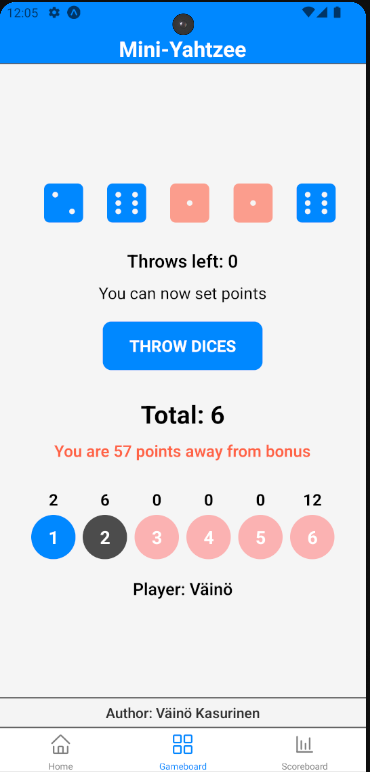 12:05
Mini-Yahtzee
Throws left: 0
You can now set points
THROW DICES
Total: 6
You are 57 points away from bonus
2 6 0 0 0 12
1 2 3 4 5 6
Player: Väinö
Author: Väinö Kasurinen
Home Gameboard Scoreboard